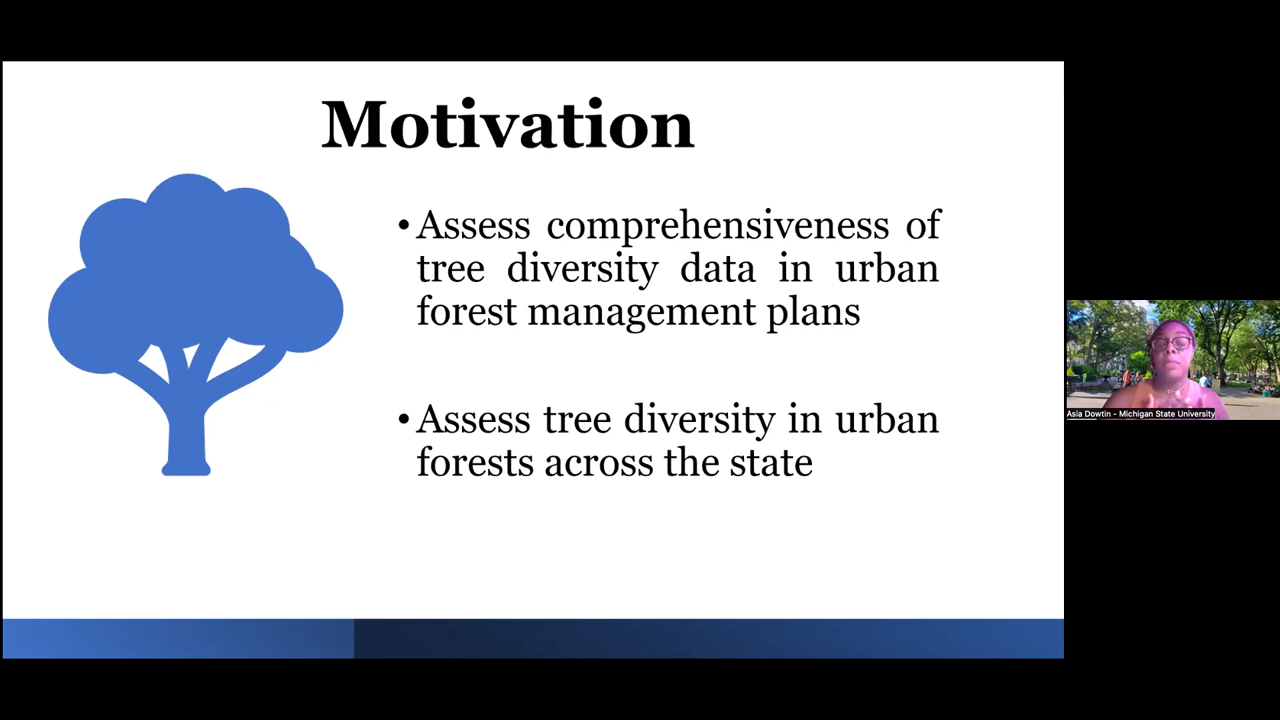 Motivation
•Assess comprehensiveness of
tree diversity data in urban
forest management plans
•Assess tree diversity in urban
forests across the state
Asia Dowtin - Michigan State University